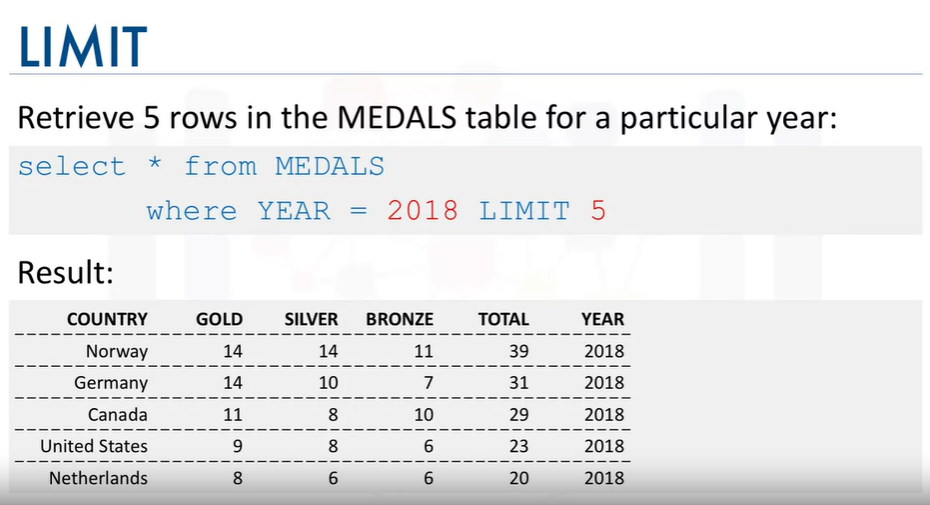 LIMIT
Retrieve 5 rows in the MEDALS table for a particular year:
select * from MEDALS
where YEAR = 2018 LIMIT 5
Result:
COUNTRY GOLD SILVER BRONZE TOTAL YEAR
Norway 14 14 11 39 2018
Germany 14 10 7 31 2018
Canada 11 8 10 29 2018
United States 9 8 6 23 2018
Netherlands 8 6 6 20 2018